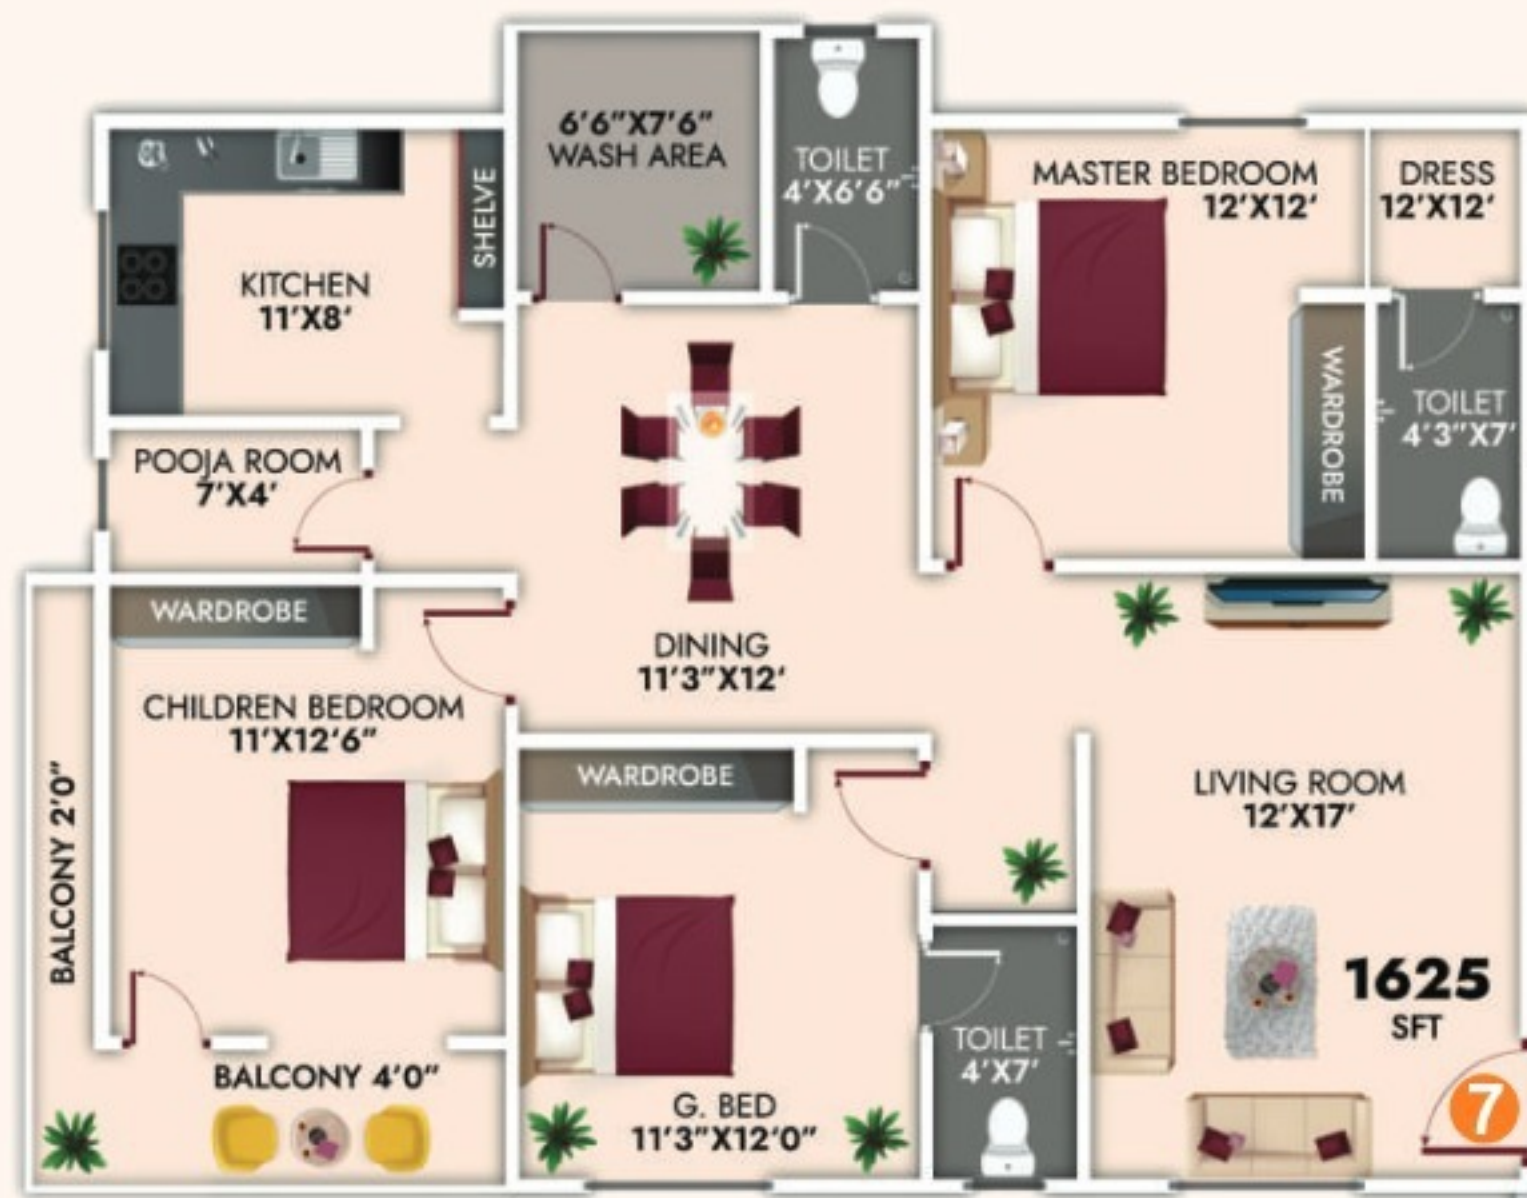 6'6"X7'6"
WASH AREA
TOILET
4'X6'6"
MASTER BEDROOM
12'X12'
DRESS
12'X12'
SHELVE
KITCHEN
11'X8'
WARDROBE
TOILET
4'3"X7'
POOJA ROOM
7'X4'
WARDROBE
DINING
11'3"X12'
CHILDREN BEDROOM
11'X12'6"
WARDROBE
LIVING ROOM
12'X17'
BALCONY 2'0"
1625
SFT
TOILET
4'X7'
BALCONY 4'0"
G. BED
11'3"X12'0"
7